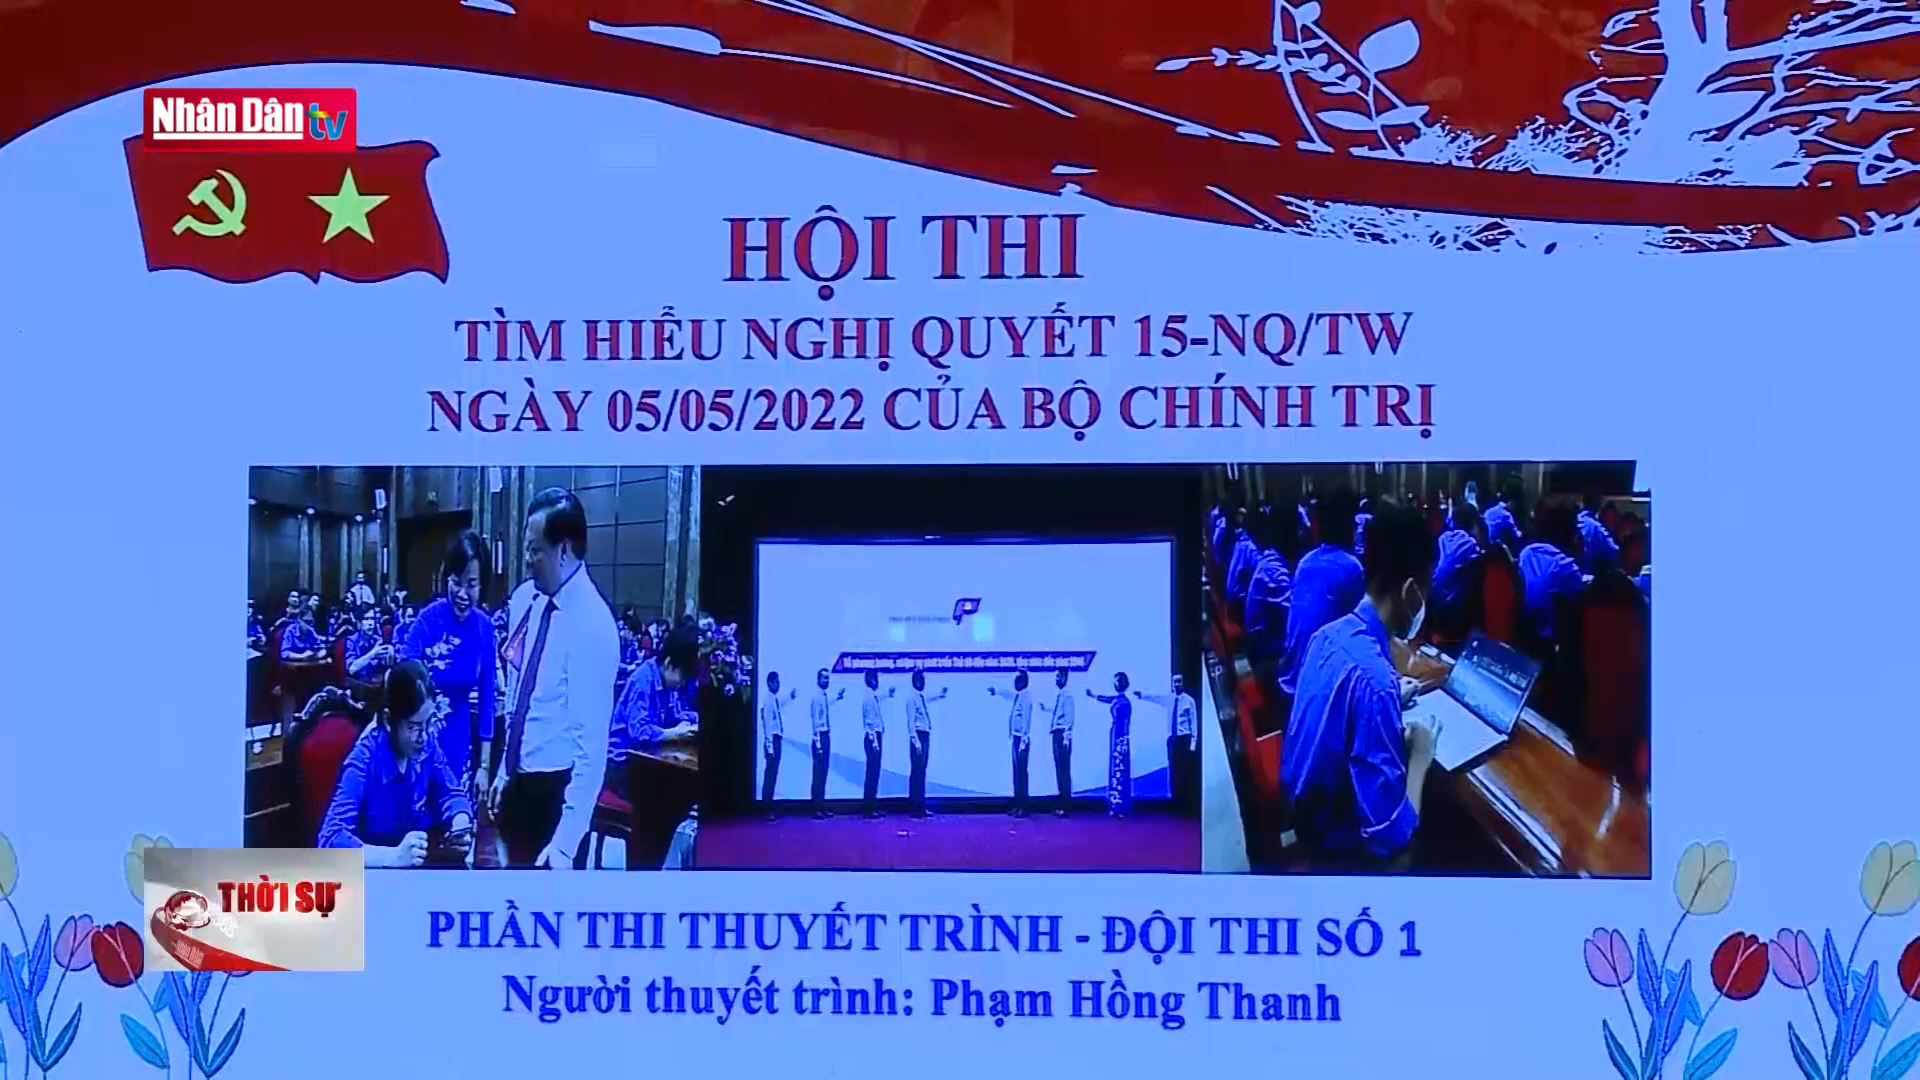 Nhân Dân tv
HỘI THI
TÌM HIỂU NGHỊ QUYẾT 15-NQ/TW
NGÀY 05/05/2022 CỦA BỘ CHÍNH TRỊ
THỜI SỰ
PHẦN THI THUYẾT TRÌNH - ĐỘI THI SỐ 1
Người thuyết trình: Phạm Hồng Thanh